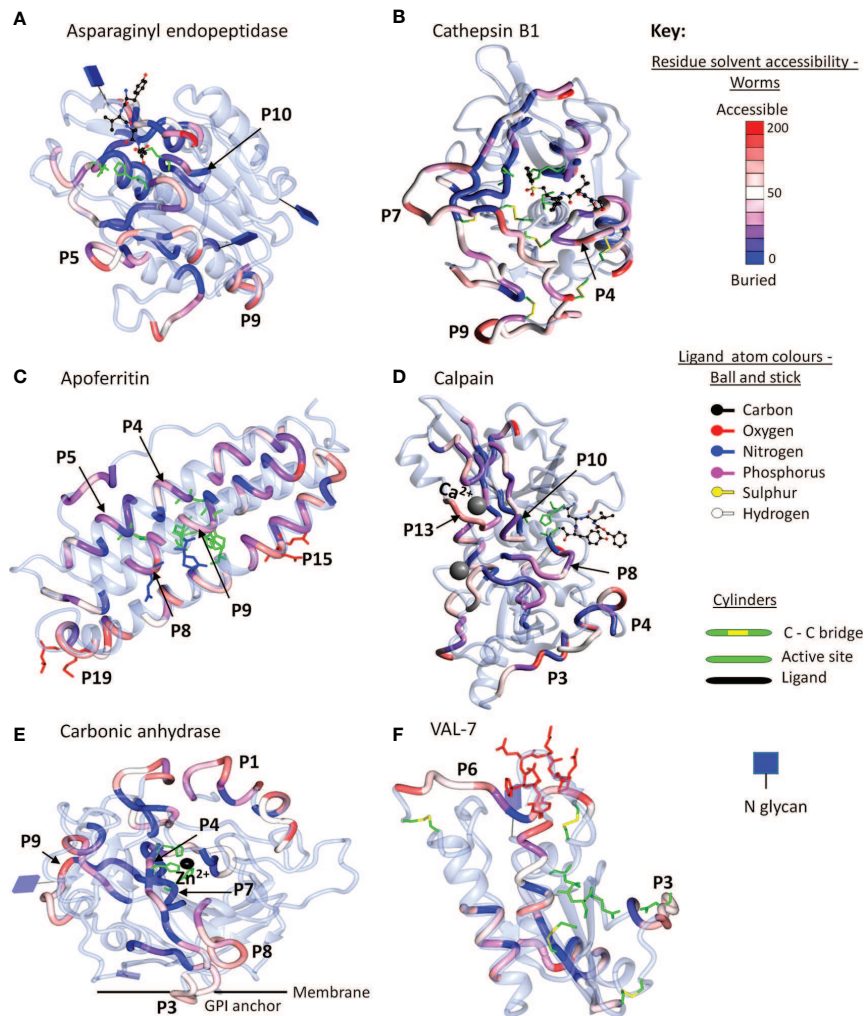 A
Asparaginyl endopeptidase
P10
P5
P9
B
Cathepsin B1
P7
P4
P9
Key:
Residue solvent accessibility -
Worms
Accessible
200
50
0
Buried
C
Apoferritin
P4
P5
P15
P9
P8
P19
D
Calpain
Ca2+
P10
P13
P8
P4
P3
Ligand atom colours -
Ball and stick
Carbon
Oxygen
Nitrogen
Phosphorus
Sulphur
Hydrogen
Cylinders
C - C bridge
Active site
Ligand
E
Carbonic anhydrase
P1
P4
P9
Zn2+
P7
P8
P3
GPI anchor
Membrane
F
VAL-7
P6
P3
N glycan